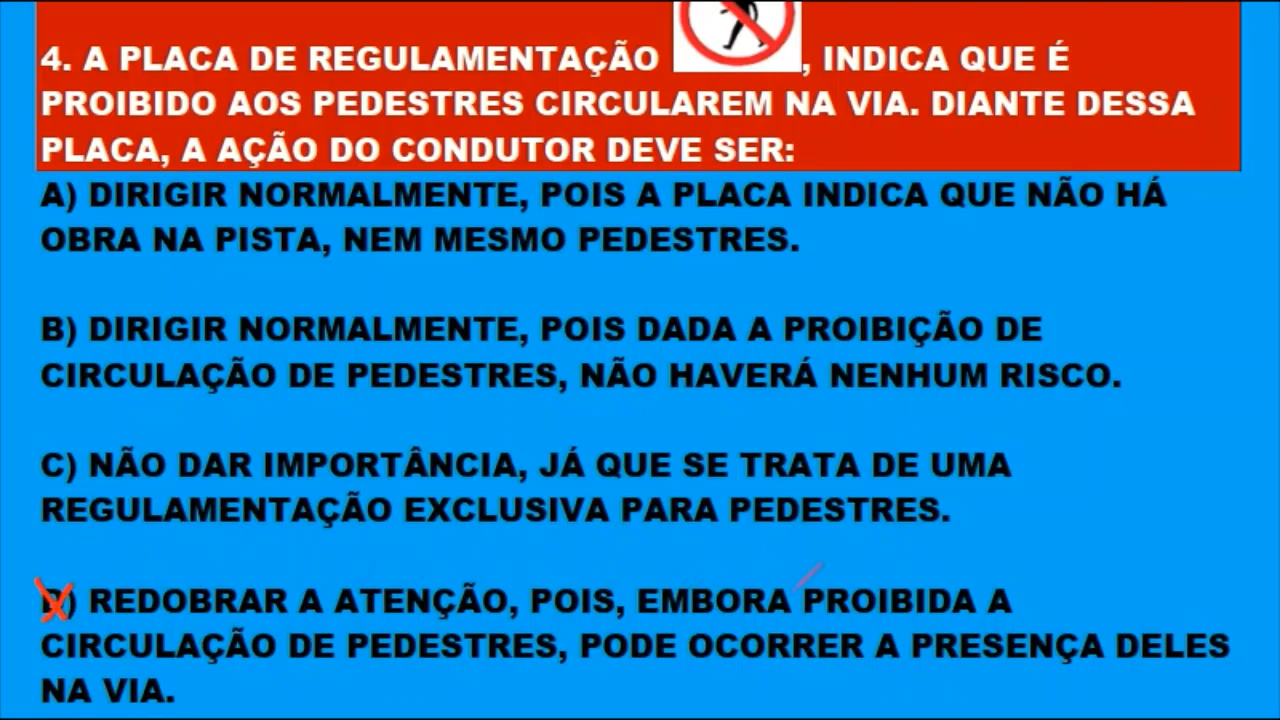 4. A PLACA DE REGULAMENTAÇÃO , INDICA QUE É
PROIBIDO AOS PEDESTRES CIRCULAREM NA VIA. DIANTE DESSA
PLACA, A AÇÃO DO CONDUTOR DEVE SER:
A) DIRIGIR NORMALMENTE, POIS A PLACA INDICA QUE NÃO HÁ
OBRA NA PISTA, NEM MESMO PEDESTRES.
B) DIRIGIR NORMALMENTE, POIS DADA A PROIBIÇÃO DE
CIRCULAÇÃO DE PEDESTRES, NÃO HAVERÁ NENHUM RISCO.
C) NÃO DAR IMPORTÂNCIA, JÁ QUE SE TRATA DE UMA
REGULAMENTAÇÃO EXCLUSIVA PARA PEDESTRES.
D) REDOBRAR A ATENÇÃO, POIS, EMBORA PROIBIDA A
CIRCULAÇÃO DE PEDESTRES, PODE OCORRER A PRESENÇA DELES
NA VIA.